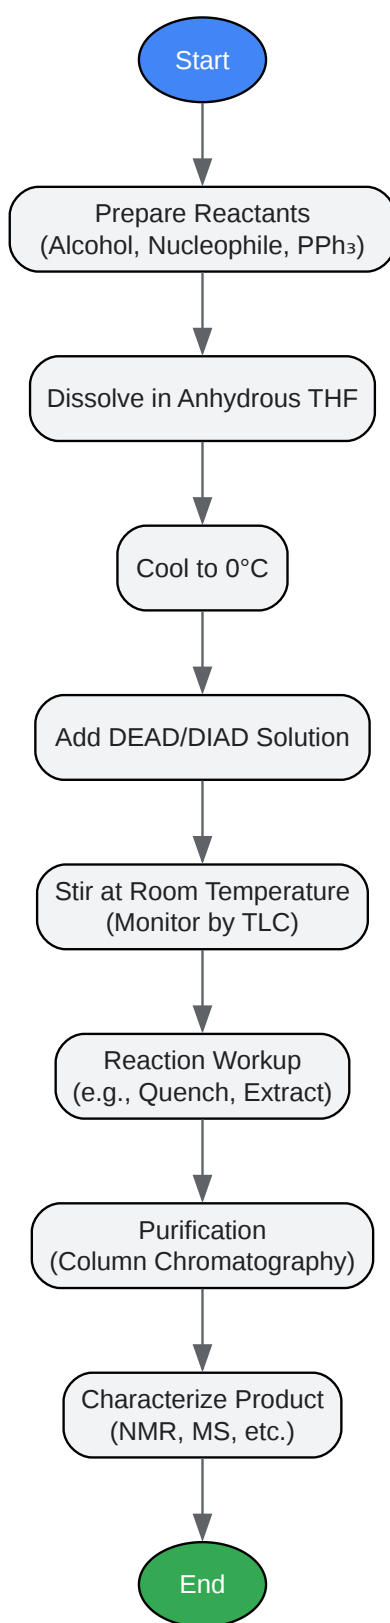 Start
Prepare Reactants
(Alcohol, Nucleophile, PPh₃)
Dissolve in Anhydrous THF
Cool to 0°C
Add DEAD/DIAD Solution
Stir at Room Temperature
(Monitor by TLC)
Reaction Workup
(e.g., Quench, Extract)
Purification
(Column Chromatography)
Characterize Product
(NMR, MS, etc.)
End